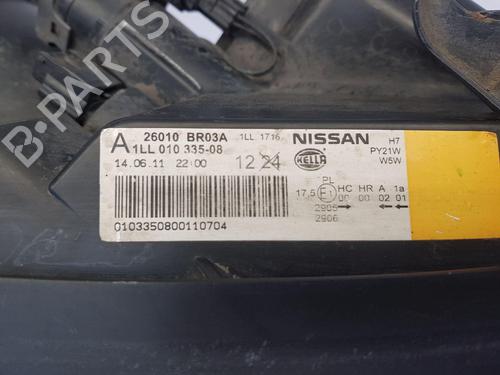 B-PARTS
26010 BR03A 1LL 1716 NISSAN H7
A 1LL 010 335-08 PY21W
14.06.11 22:00 12 24 HELLA W5W
PL
17,5 E1 HC HR A 1a
00 00 02 01
2905
0103350800110704 2906